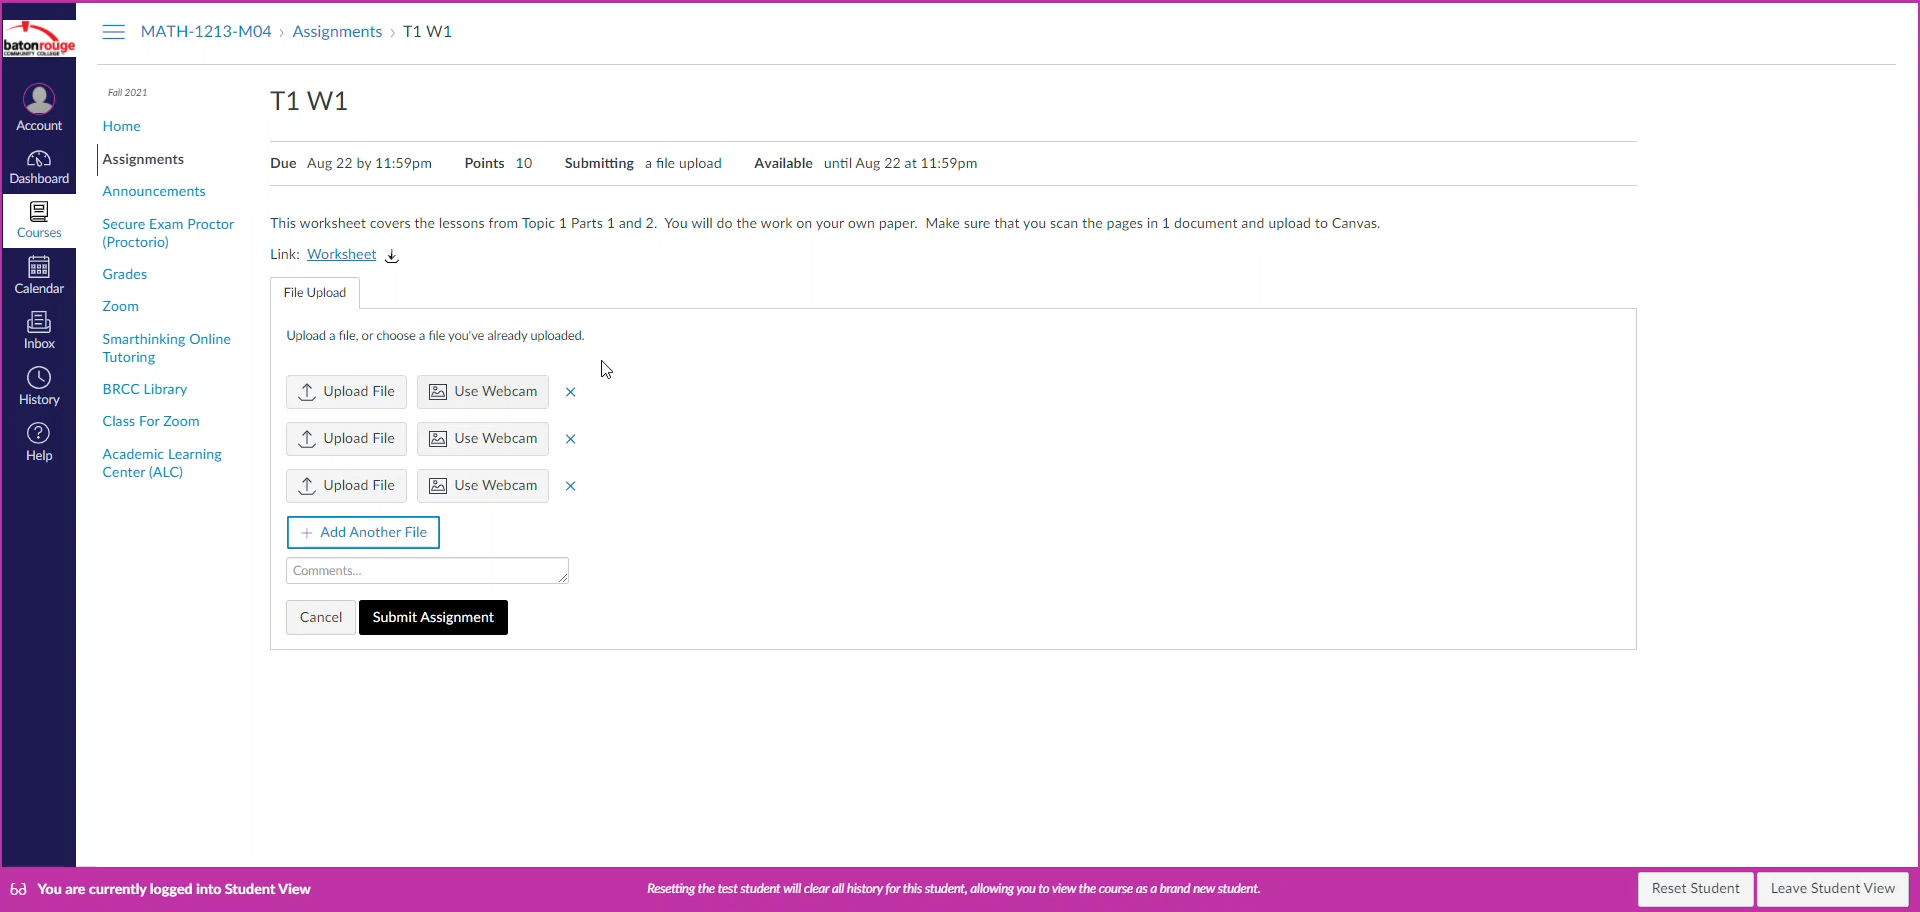 batonrouge
COMMUNITY COLLEGE
Account
Dashboard
Courses
Calendar
Inbox
History
Help
MATH-1213-M04 › Assignments › T1 W1
Fall 2021
Home
Assignments
Announcements
Secure Exam Proctor
(Proctorio)
Grades
Zoom
Smarthinking Online
Tutoring
BRCC Library
Class For Zoom
Academic Learning
Center (ALC)
T1 W1
Due Aug 22 by 11:59pm Points 10 Submitting a file upload Available until Aug 22 at 11:59pm
This worksheet covers the lessons from Topic 1 Parts 1 and 2. You will do the work on your own paper. Make sure that you scan the pages in 1 document and upload to Canvas.
Link: Worksheet
File Upload
Upload a file, or choose a file you've already uploaded.
Upload File Use Webcam
Upload File Use Webcam
Upload File Use Webcam
+ Add Another File
Comments...
Cancel Submit Assignment
You are currently logged into Student View
Resetting the test student will clear all history for this student, allowing you to view the course as a brand new student.
Reset Student Leave Student View